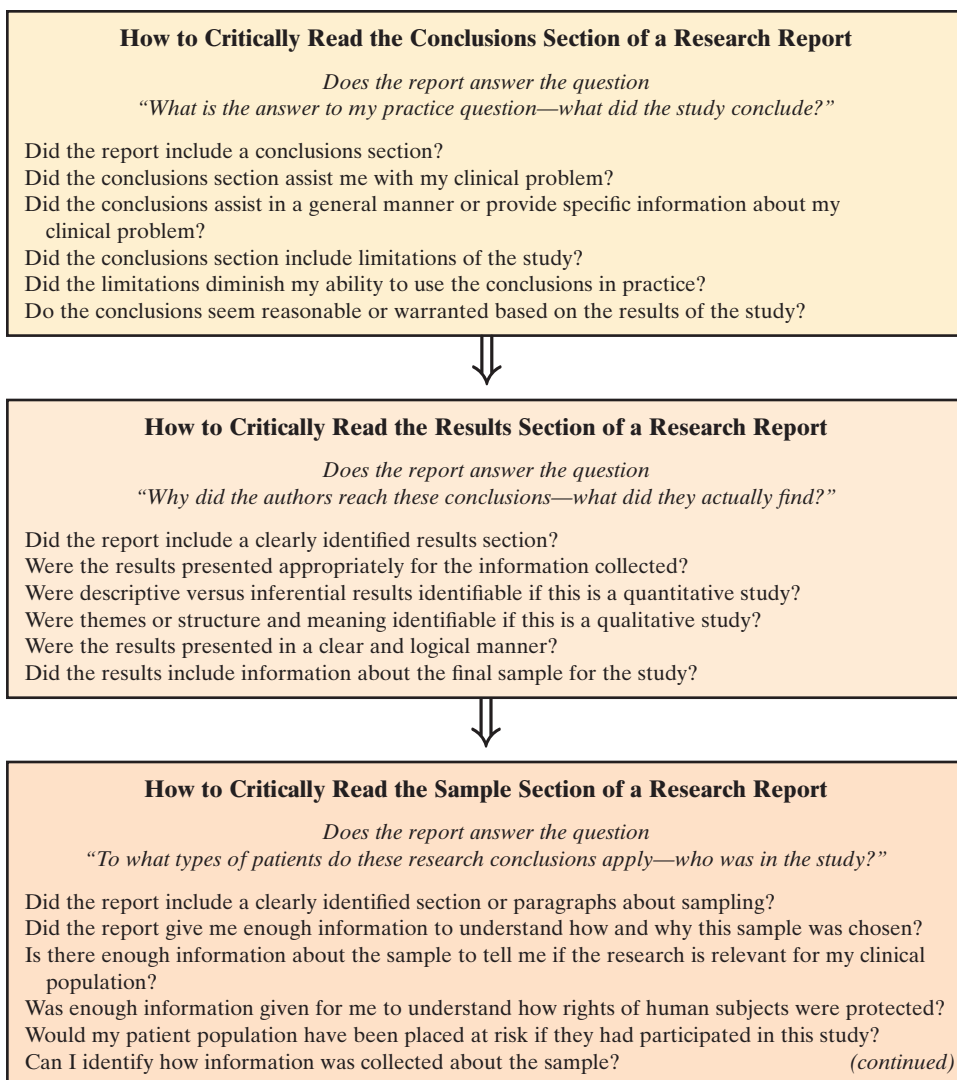 How to Critically Read the Conclusions Section of a Research Report
Does the report answer the question
“What is the answer to my practice question—what did the study conclude?”
Did the report include a conclusions section?
Did the conclusions section assist me with my clinical problem?
Did the conclusions assist in a general manner or provide specific information about my
clinical problem?
Did the conclusions section include limitations of the study?
Did the limitations diminish my ability to use the conclusions in practice?
Do the conclusions seem reasonable or warranted based on the results of the study?
How to Critically Read the Results Section of a Research Report
Does the report answer the question
“Why did the authors reach these conclusions—what did they actually find?”
Did the report include a clearly identified results section?
Were the results presented appropriately for the information collected?
Were descriptive versus inferential results identifiable if this is a quantitative study?
Were themes or structure and meaning identifiable if this is a qualitative study?
Were the results presented in a clear and logical manner?
Did the results include information about the final sample for the study?
How to Critically Read the Sample Section of a Research Report
Does the report answer the question
“To what types of patients do these research conclusions apply—who was in the study?”
Did the report include a clearly identified section or paragraphs about sampling?
Did the report give me enough information to understand how and why this sample was chosen?
Is there enough information about the sample to tell me if the research is relevant for my clinical
population?
Was enough information given for me to understand how rights of human subjects were protected?
Would my patient population have been placed at risk if they had participated in this study?
Can I identify how information was collected about the sample? (continued)